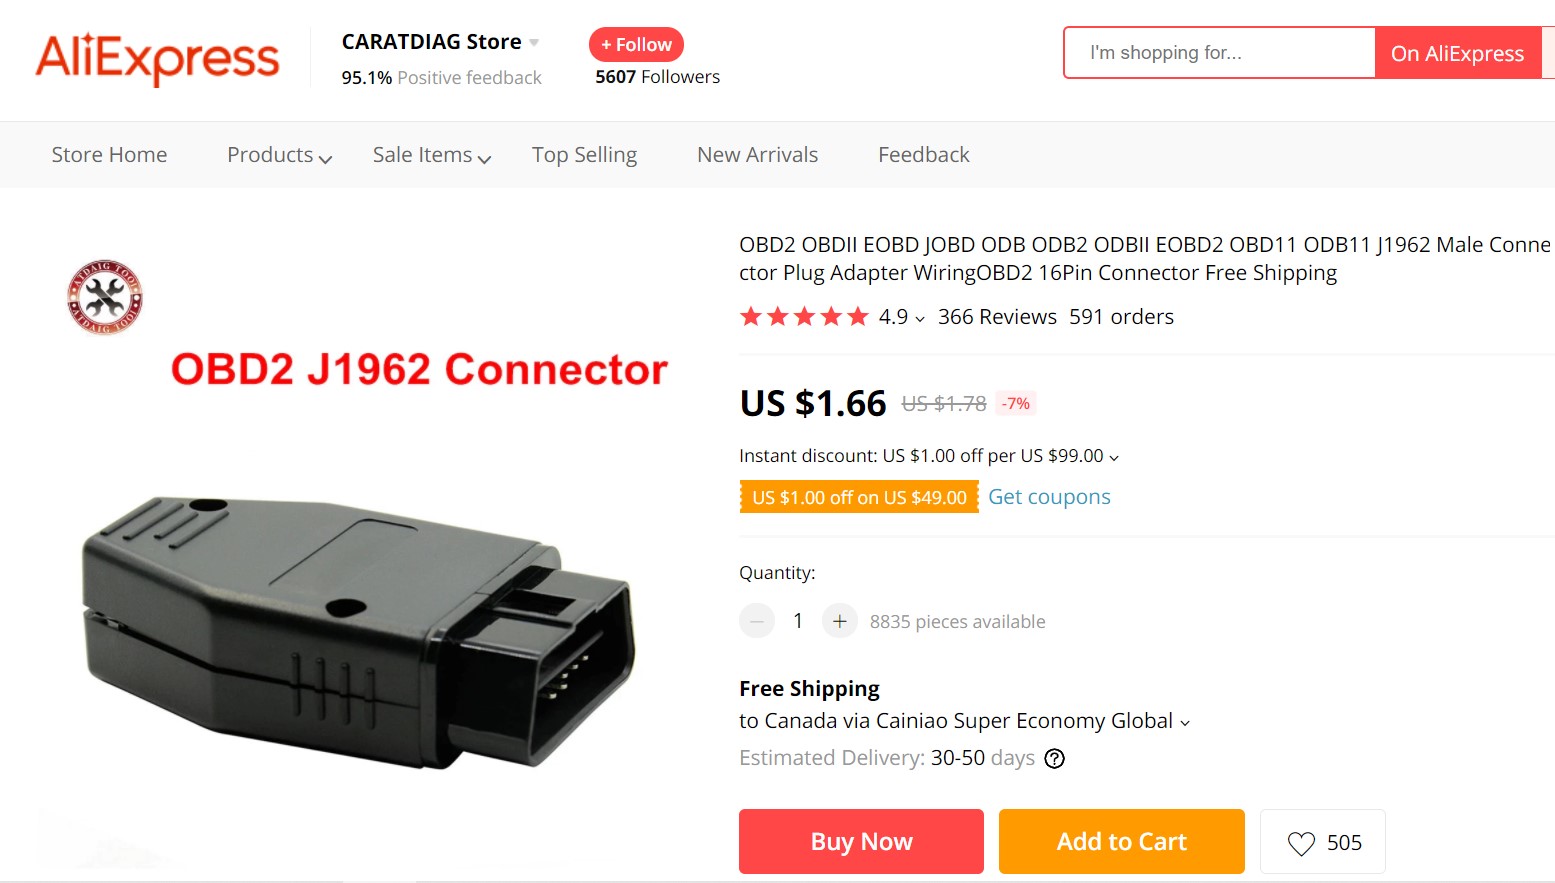 AliExpress
CARATDIAG Store
95.1% Positive feedback
+ Follow
5607 Followers
I'm shopping for...
On AliExpress
Store Home
Products
Sale Items
Top Selling
New Arrivals
Feedback
ATDAIG TOOL
ATDAIG TOOL
OBD2 J1962 Connector
OBD2 OBDII EOBD JOBD ODB ODB2 ODBII EOBD2 OBD11 ODB11 J1962 Male Conne
ctor Plug Adapter WiringOBD2 16Pin Connector Free Shipping
4.9 366 Reviews 591 orders
US $1.66 US $1.78 -7%
Instant discount: US $1.00 off per US $99.00
US $1.00 off on US $49.00 Get coupons
Quantity:
− 1 + 8835 pieces available
Free Shipping
to Canada via Cainiao Super Economy Global
Estimated Delivery: 30-50 days ?
Buy Now
Add to Cart
505